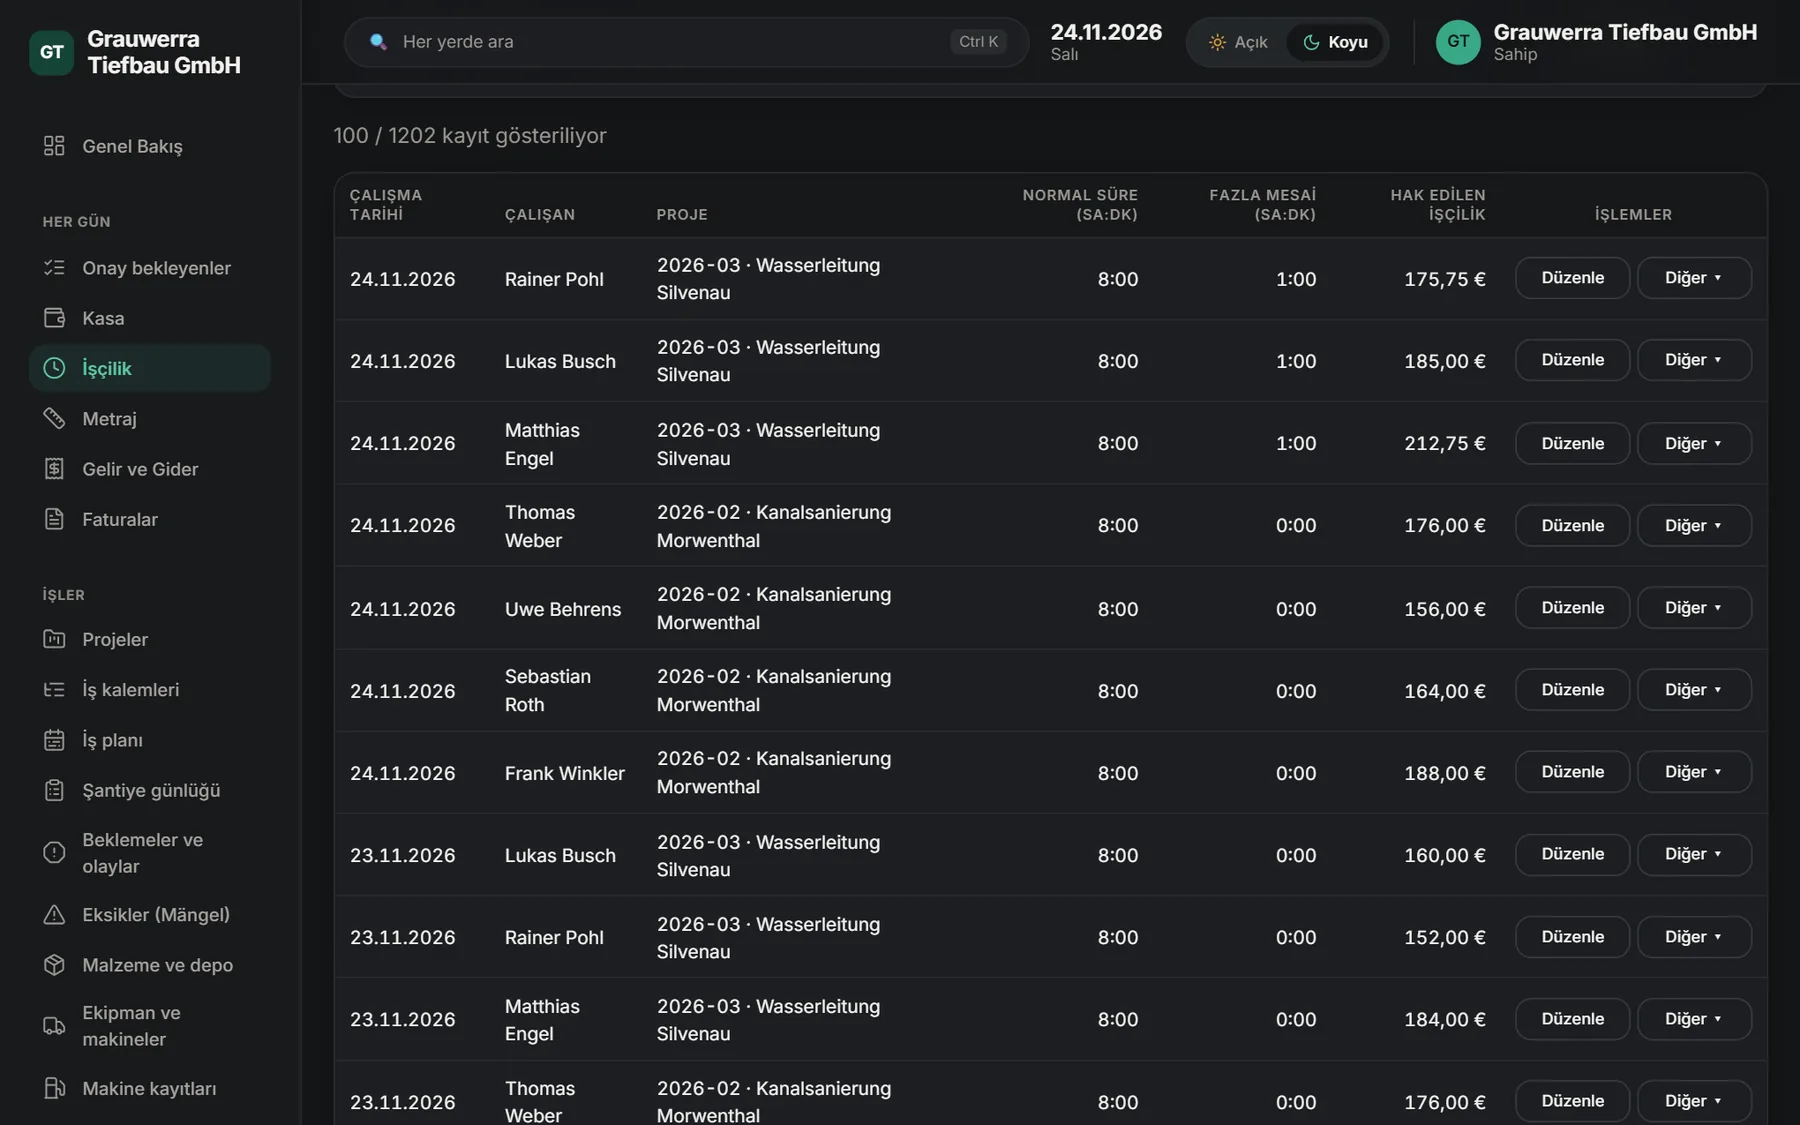 GT
Grauwerra
Tiefbau GmbH
Genel Bakış
HER GÜN
Onay bekleyenler
Kasa
İşçilik
Metraj
Gelir ve Gider
Faturalar
İŞLER
Projeler
İş kalemleri
İş planı
Şantiye günlüğü
Beklemeler ve
olaylar
Eksikler (Mängel)
Malzeme ve depo
Ekipman ve
makineler
Makine kayıtları
Her yerde ara Ctrl K
24.11.2026
Salı
Açık Koyu
GT
Grauwerra Tiefbau GmbH
Sahip
100 / 1202 kayıt gösteriliyor
ÇALIŞMA
TARİHİ
ÇALIŞAN
PROJE
NORMAL SÜRE
(SA:DK)
FAZLA MESAİ
(SA:DK)
HAK EDİLEN
İŞÇİLİK
İŞLEMLER
24.11.2026 Rainer Pohl 2026-03 · Wasserleitung
Silvenau
8:00 1:00 175,75 € Düzenle Diğer ▾
24.11.2026 Lukas Busch 2026-03 · Wasserleitung
Silvenau
8:00 1:00 185,00 € Düzenle Diğer ▾
24.11.2026 Matthias
Engel
2026-03 · Wasserleitung
Silvenau
8:00 1:00 212,75 € Düzenle Diğer ▾
24.11.2026 Thomas
Weber
2026-02 · Kanalsanierung
Morwenthal
8:00 0:00 176,00 € Düzenle Diğer ▾
24.11.2026 Uwe Behrens 2026-02 · Kanalsanierung
Morwenthal
8:00 0:00 156,00 € Düzenle Diğer ▾
24.11.2026 Sebastian
Roth
2026-02 · Kanalsanierung
Morwenthal
8:00 0:00 164,00 € Düzenle Diğer ▾
24.11.2026 Frank Winkler 2026-02 · Kanalsanierung
Morwenthal
8:00 0:00 188,00 € Düzenle Diğer ▾
23.11.2026 Lukas Busch 2026-03 · Wasserleitung
Silvenau
8:00 0:00 160,00 € Düzenle Diğer ▾
23.11.2026 Rainer Pohl 2026-03 · Wasserleitung
Silvenau
8:00 0:00 152,00 € Düzenle Diğer ▾
23.11.2026 Matthias
Engel
2026-03 · Wasserleitung
Silvenau
8:00 0:00 184,00 € Düzenle Diğer ▾
23.11.2026 Thomas
Weber
2026-02 · Kanalsanierung
Morwenthal
8:00 0:00 176,00 € Düzenle Diğer ▾